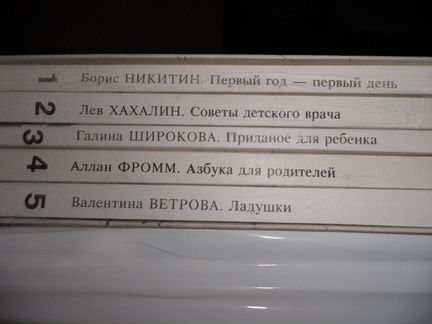 1 Борис НИКИТИН. Первый год — первый день
2 Лев ХАХАЛИН. Советы детского врача
3 Галина ШИРОКОВА. Приданое для ребенка
4 Аллан ФРОММ. Азбука для родителей
5 Валентина ВЕТРОВА. Ладушки